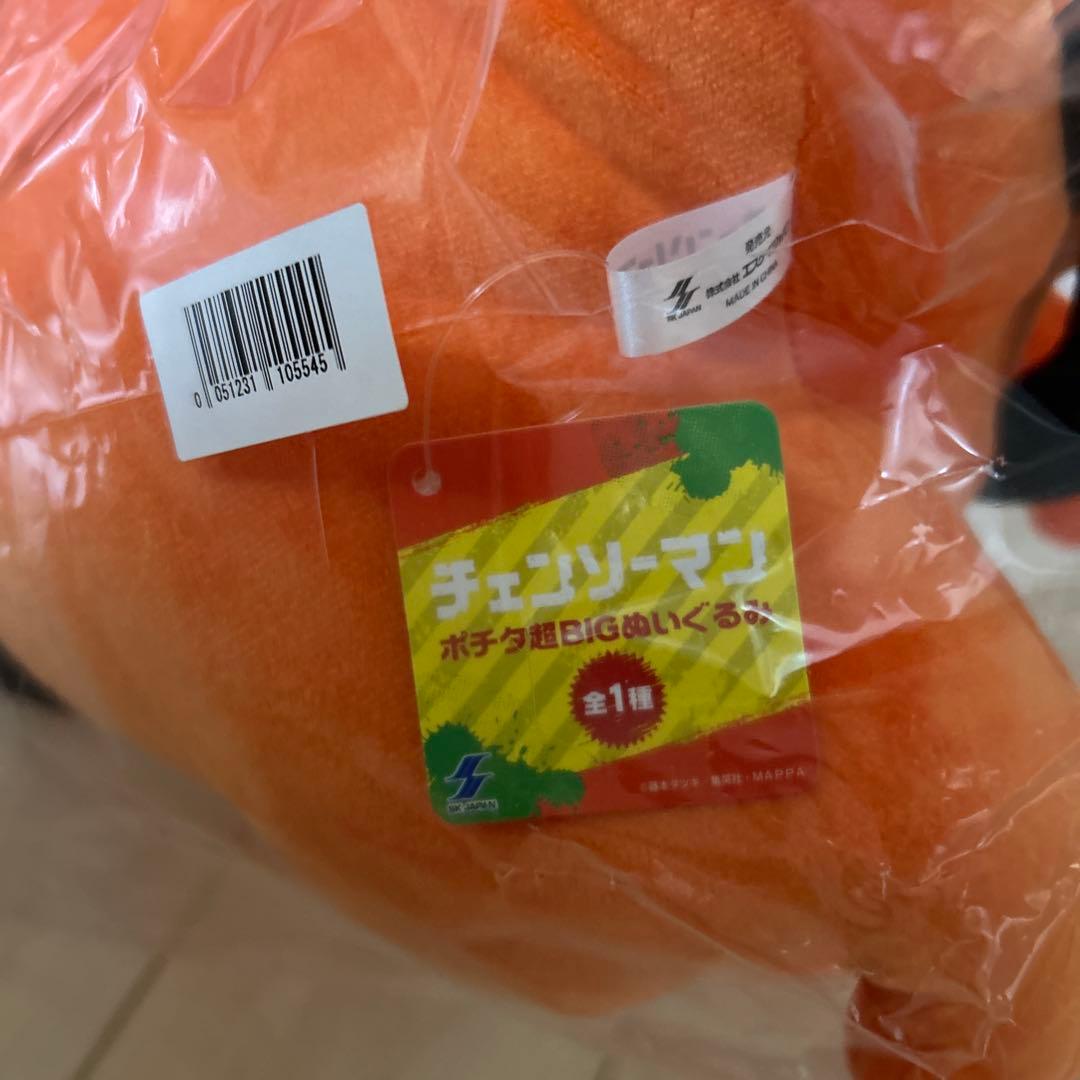 0 051231 105545
発売元
株式会社
SK JAPAN
MADE IN CHINA
チェンソーマン
ポチタ超BIGぬいぐるみ
全1種
SK JAPAN
©藤本タツキ／集英社・MAPPA